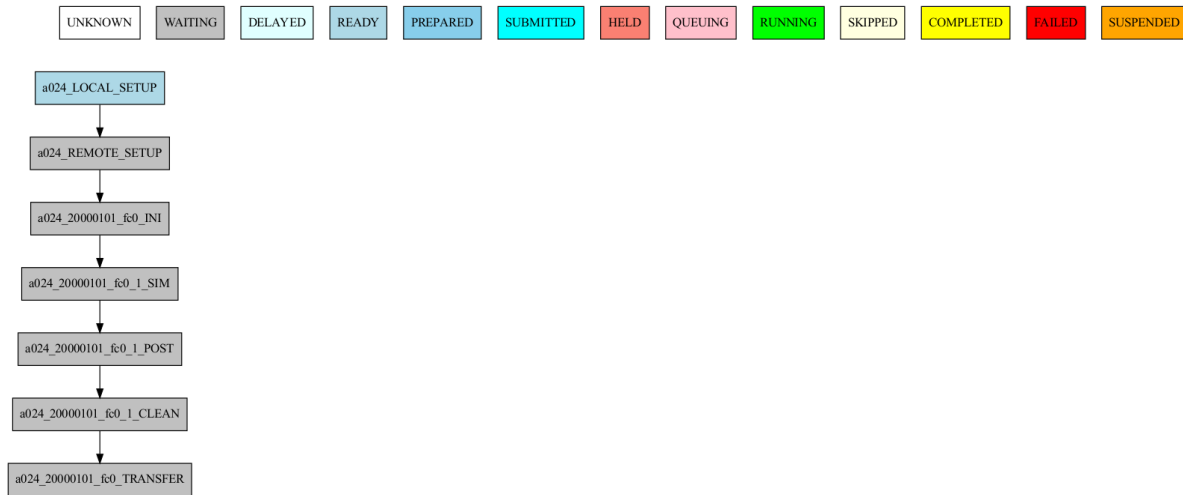 UNKNOWN WAITING DELAYED READY PREPARED SUBMITTED HELD QUEUING RUNNING SKIPPED COMPLETED FAILED SUSPENDED
a024_LOCAL_SETUP
a024_REMOTE_SETUP
a024_20000101_fc0_INI
a024_20000101_fc0_1_SIM
a024_20000101_fc0_1_POST
a024_20000101_fc0_1_CLEAN
a024_20000101_fc0_TRANSFER